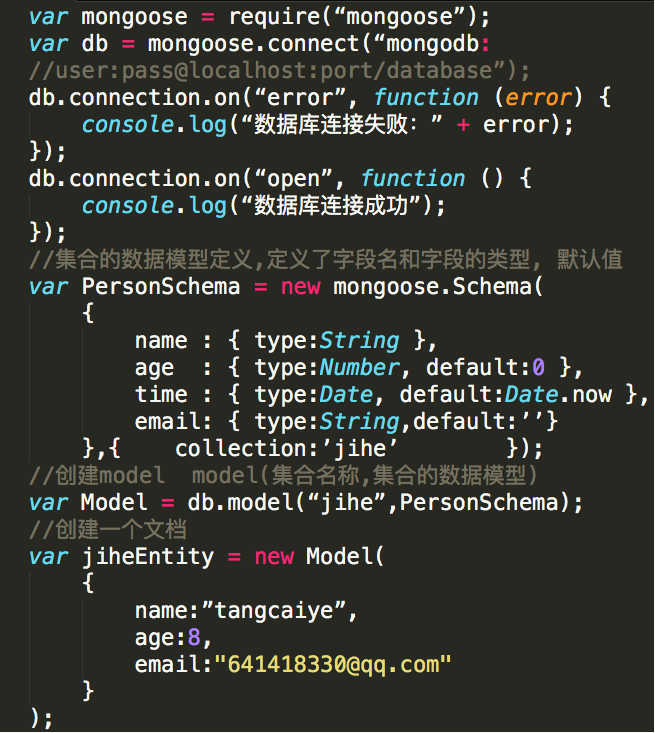 var mongoose = require(“mongoose”);
var db = mongoose.connect(“mongodb:
//user:pass@localhost:port/database”);
db.connection.on(“error”, function (error) {
    console.log(“数据库连接失败：” + error);
});
db.connection.on(“open”, function () {
    console.log(“数据库连接成功”);
});
//集合的数据模型定义,定义了字段名和字段的类型, 默认值
var PersonSchema = new mongoose.Schema(
    {
        name : { type:String },
        age  : { type:Number, default:0 },
        time : { type:Date, default:Date.now },
        email: { type:String,default:’’}
    },{    collection:’jihe’        });
//创建model  model(集合名称,集合的数据模型)
var Model = db.model(“jihe”,PersonSchema);
//创建一个文档
var jiheEntity = new Model(
    {
        name:”tangcaiye”,
        age:8,
        email:"641418330@qq.com"
    }
);